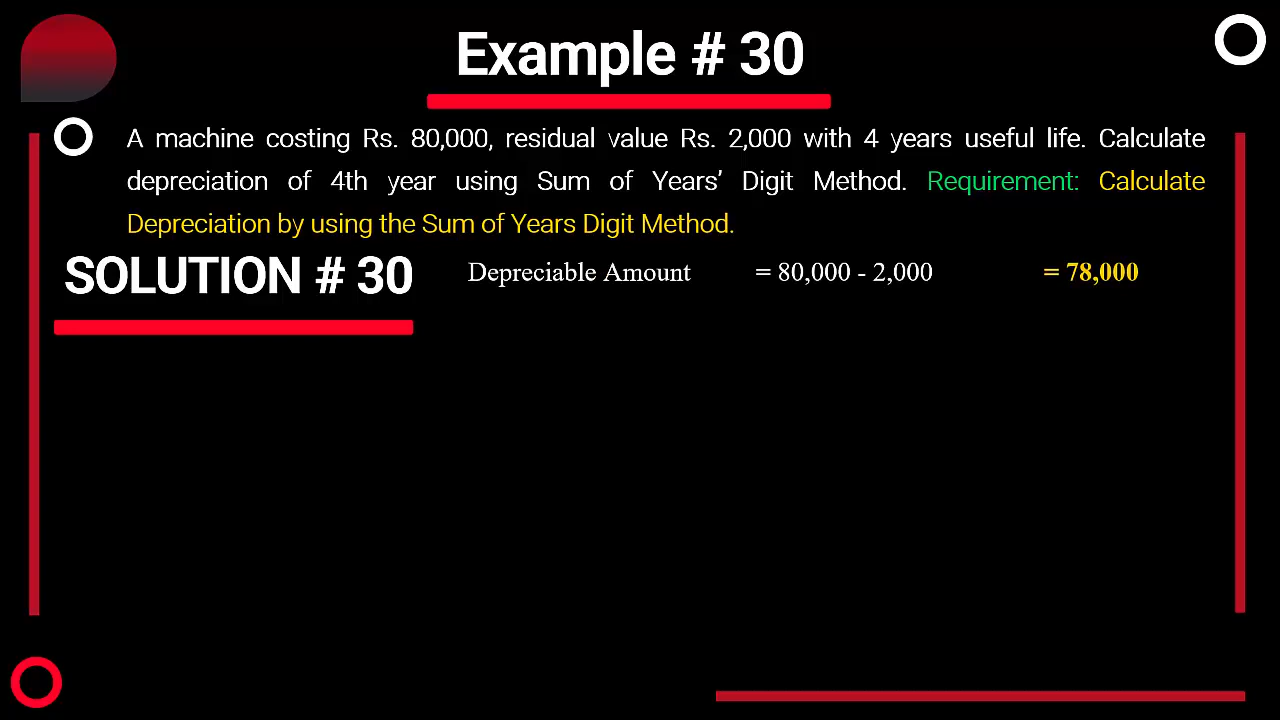 Example # 30
A machine costing Rs. 80,000, residual value Rs. 2,000 with 4 years useful life. Calculate
depreciation of 4th year using Sum of Years’ Digit Method. Requirement: Calculate
Depreciation by using the Sum of Years Digit Method.
SOLUTION # 30
Depreciable Amount = 80,000 - 2,000 = 78,000